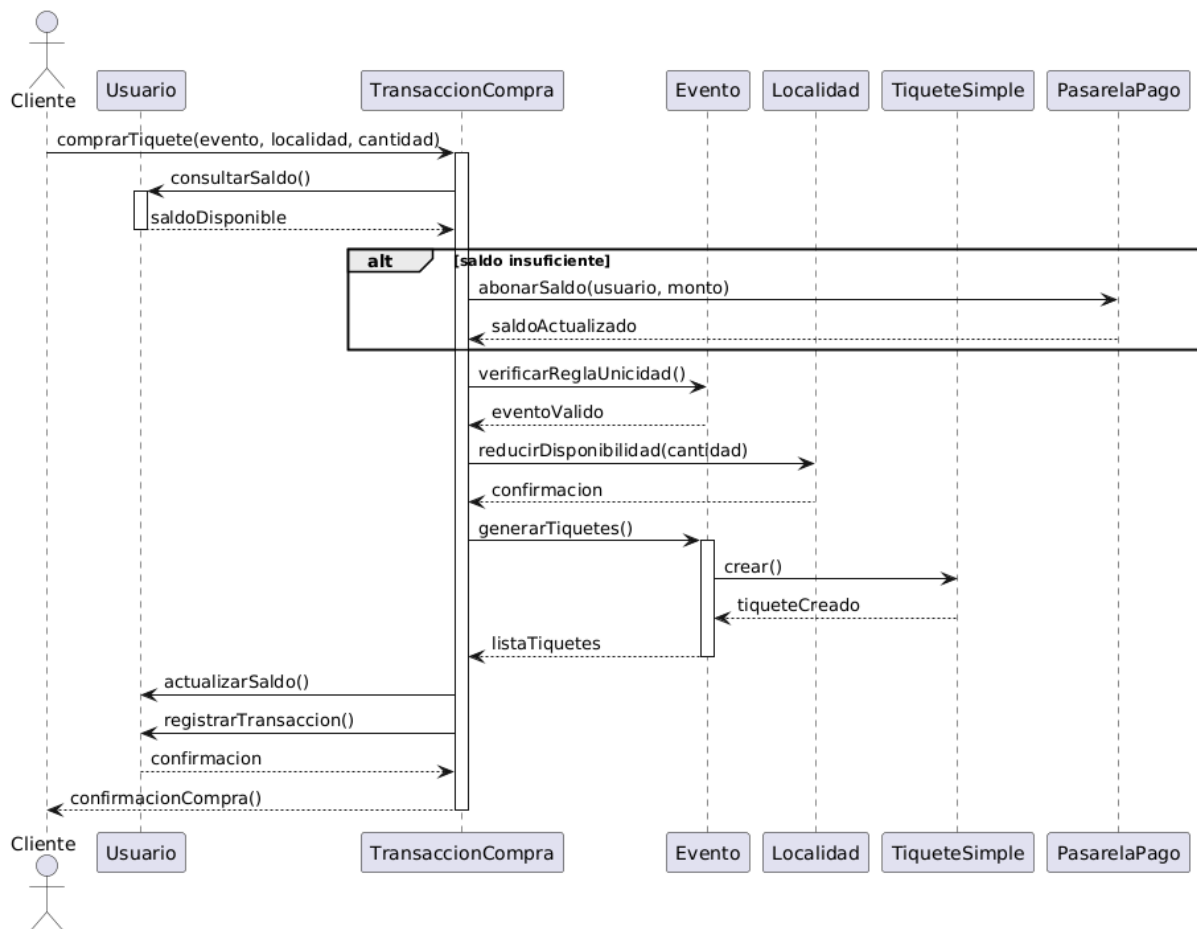 Cliente
Usuario
TransaccionCompra
Evento
Localidad
TiqueteSimple
PasarelaPago
comprarTiquete(evento, localidad, cantidad)
consultarSaldo()
saldoDisponible
alt
[saldo insuficiente]
abonarSaldo(usuario, monto)
saldoActualizado
verificarReglaUnicidad()
eventoValido
reducirDisponibilidad(cantidad)
confirmacion
generarTiquetes()
crear()
tiqueteCreado
listaTiquetes
actualizarSaldo()
registrarTransaccion()
confirmacion
confirmacionCompra()
Cliente
Usuario
TransaccionCompra
Evento
Localidad
TiqueteSimple
PasarelaPago